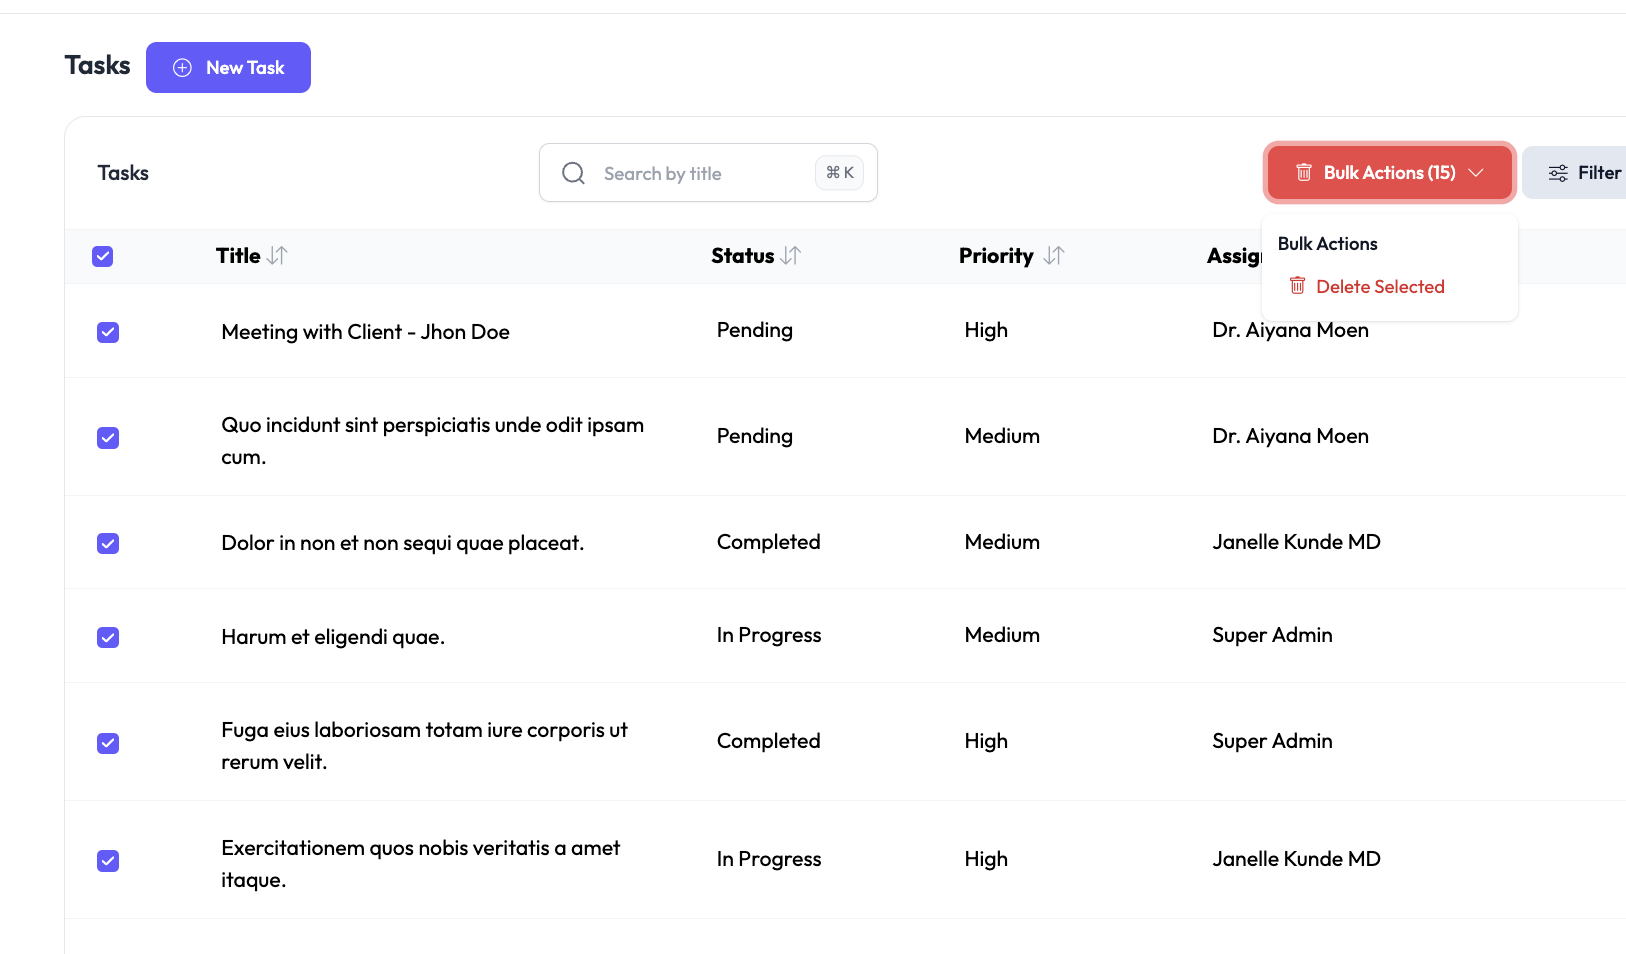 Tasks
New Task
Tasks
Search by title
⌘ K
Bulk Actions (15)
Filter
Bulk Actions
Delete Selected
Title Status Priority
Meeting with Client - Jhon Doe Pending High Dr. Aiyana Moen
Quo incidunt sint perspiciatis unde odit ipsam
cum.
Pending Medium Dr. Aiyana Moen
Dolor in non et non sequi quae placeat. Completed Medium Janelle Kunde MD
Harum et eligendi quae. In Progress Medium Super Admin
Fuga eius laboriosam totam iure corporis ut
rerum velit.
Completed High Super Admin
Exercitationem quos nobis veritatis a amet
itaque.
In Progress High Janelle Kunde MD